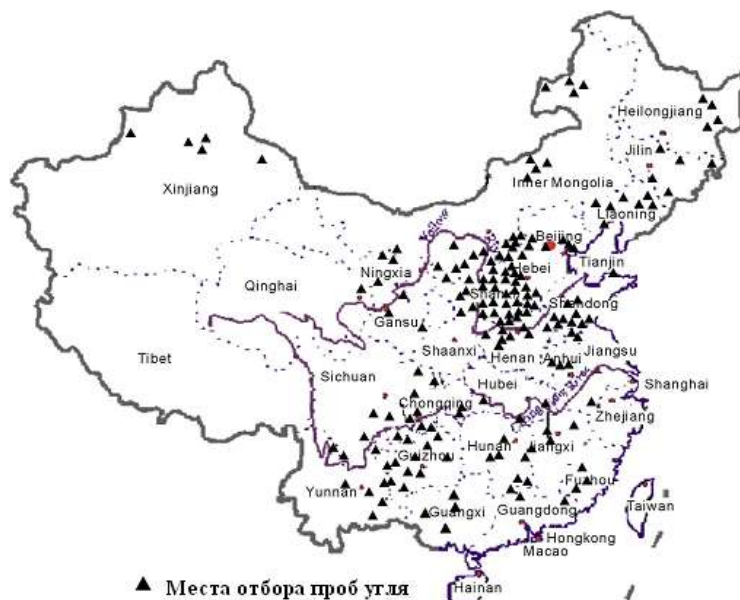 Heilongjiang
Jilin
Xinjiang
Inner Mongolia
Liaoning
Beijing
Hebei
Tianjin
Ningxia
Qinghai
Shandong
Gansu
Tibet
Shaanxi
Henan
Anhui
Jiangsu
Sichuan
Hubei
Shanghai
Chongqing
Zhejiang
Hunan
Jiangxi
Guizhou
Fuzhou
Yunnan
Guangxi
Guangdong
Taiwan
Hongkong
Macao
Места отбора проб угля
Hainan